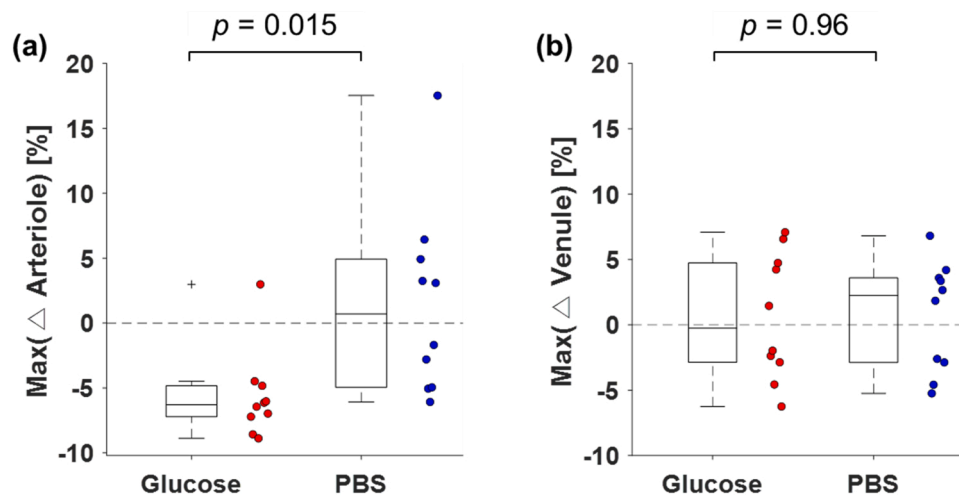 (a)
p = 0.015
Max( △ Arteriole) [%]
20
15
10
5
0
-5
-10
Glucose PBS
(b)
p = 0.96
Max( △ Venule) [%]
20
15
10
5
0
-5
-10
Glucose PBS